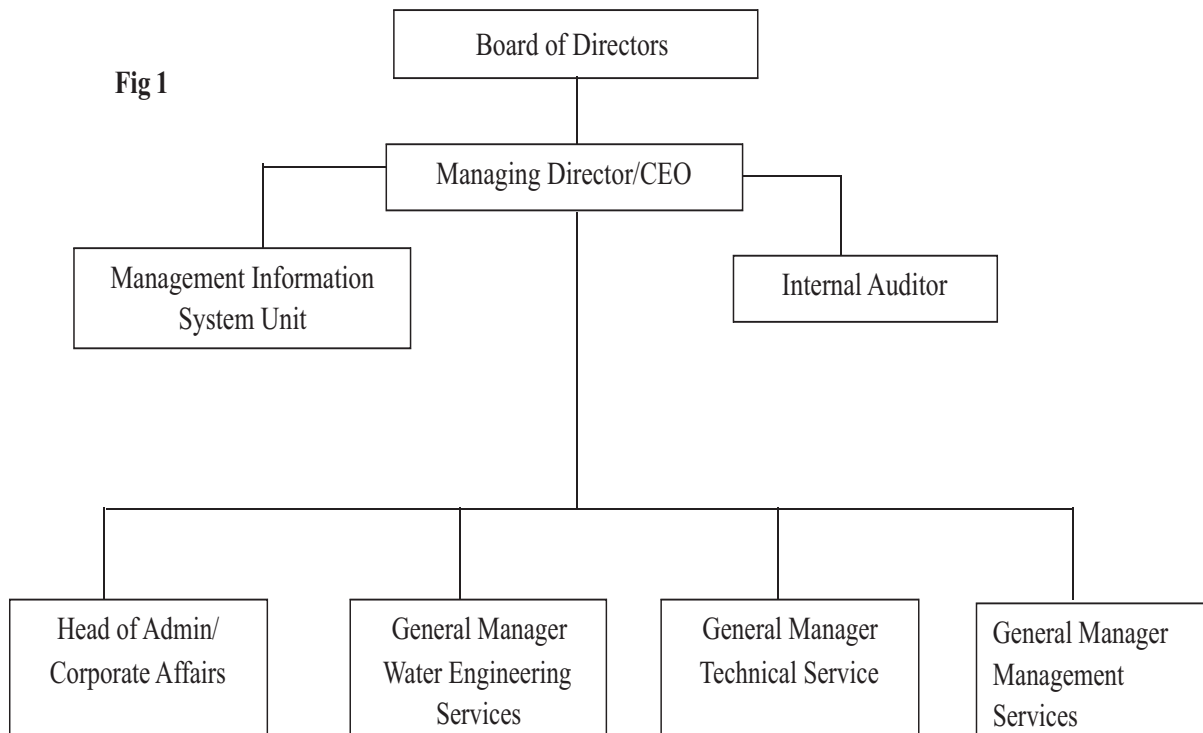 Board of Directors
Fig 1
Managing Director/CEO
Management Information
System Unit
Internal Auditor
Head of Admin/
Corporate Affairs
General Manager
Water Engineering
Services
General Manager
Technical Service
General Manager
Management
Services